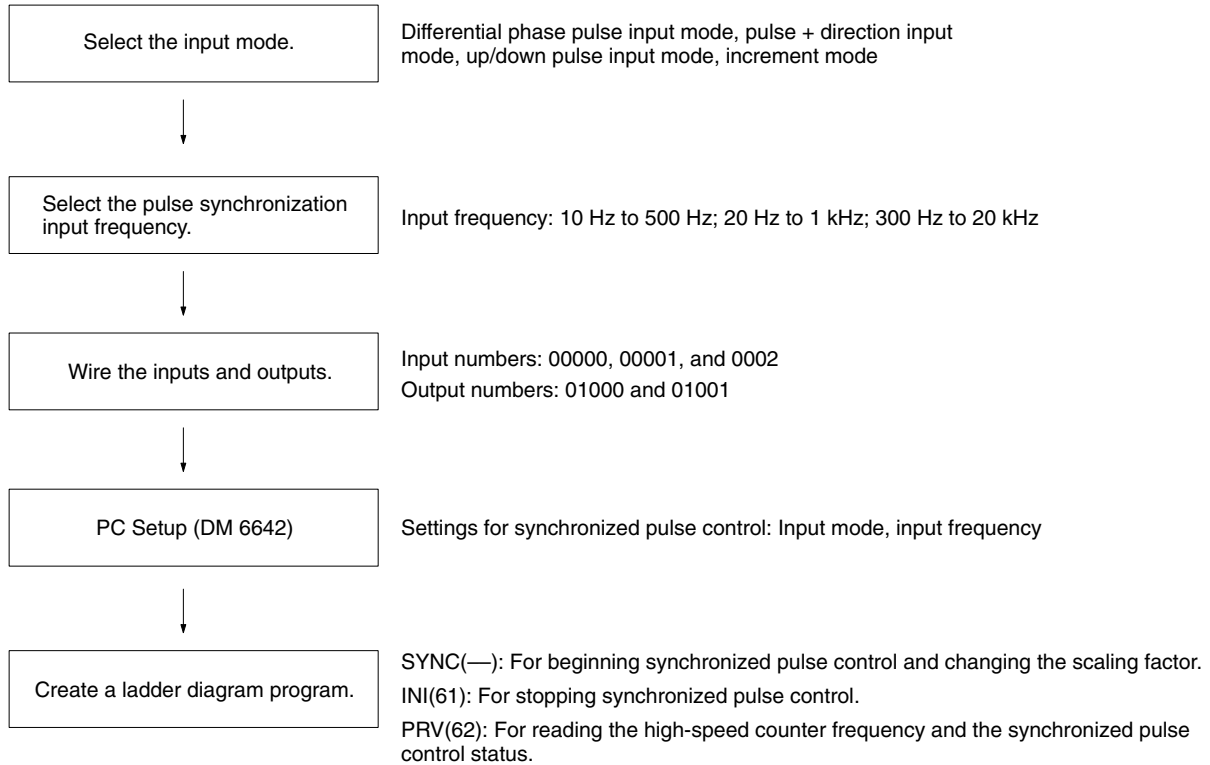 Select the input mode.
Differential phase pulse input mode, pulse + direction input
mode, up/down pulse input mode, increment mode
Select the pulse synchronization
input frequency.
Input frequency: 10 Hz to 500 Hz; 20 Hz to 1 kHz; 300 Hz to 20 kHz
Wire the inputs and outputs.
Input numbers: 00000, 00001, and 0002
Output numbers: 01000 and 01001
PC Setup (DM 6642)
Settings for synchronized pulse control: Input mode, input frequency
Create a ladder diagram program.
SYNC(––): For beginning synchronized pulse control and changing the scaling factor.
INI(61): For stopping synchronized pulse control.
PRV(62): For reading the high-speed counter frequency and the synchronized pulse
control status.